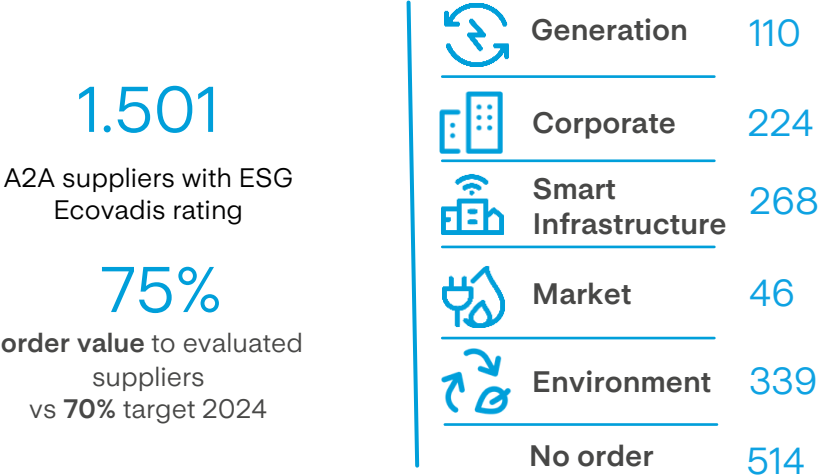 1.501
A2A suppliers with ESG
Ecovadis rating
75%
order value to evaluated
suppliers
vs 70% target 2024
Generation 110
Corporate 224
Smart
Infrastructure 268
Market 46
Environment 339
No order 514